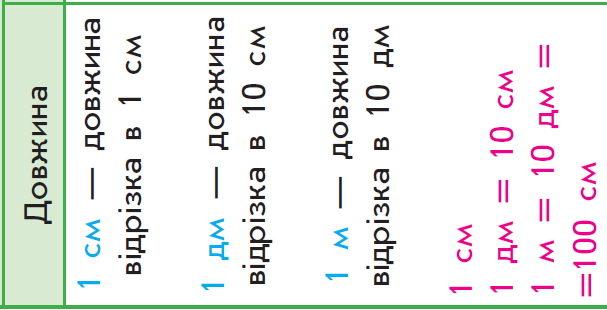 Довжина
1 см — довжина
відрізка в 1 см
1 дм — довжина
відрізка в 10 см
1 м — довжина
відрізка в 10 дм
1 см
1 дм = 10 см
1 м = 10 дм =
=100 см